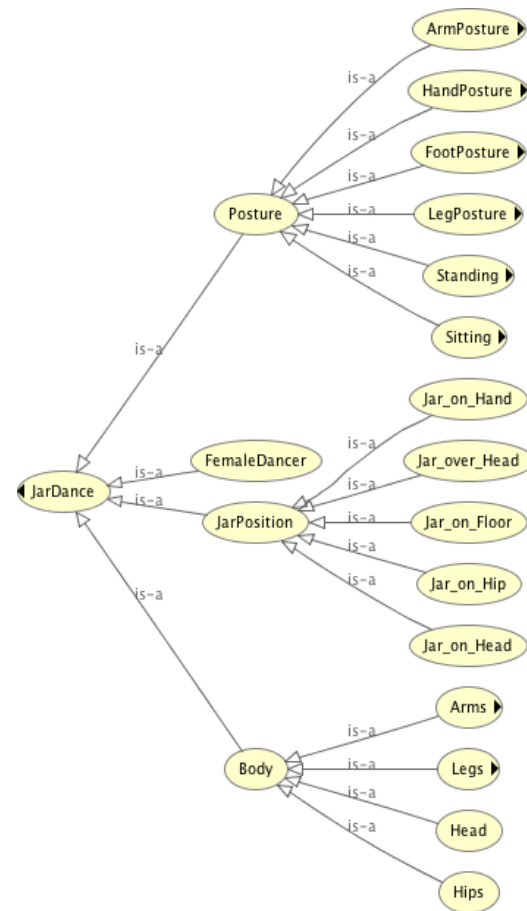 ArmPosture
is-a
HandPosture
is-a
FootPosture
is-a
Posture
LegPosture
is-a
Standing
is-a
Sitting
is-a
is-a
Jar_on_Hand
is-a
FemaleDancer
Jar_over_Head
is-a
is-a
JarDance
is-a
JarPosition
Jar_on_Floor
is-a
Jar_on_Hip
is-a
Jar_on_Head
is-a
is-a
Arms
is-a
Body
Legs
is-a
Head
is-a
Hips
is-a